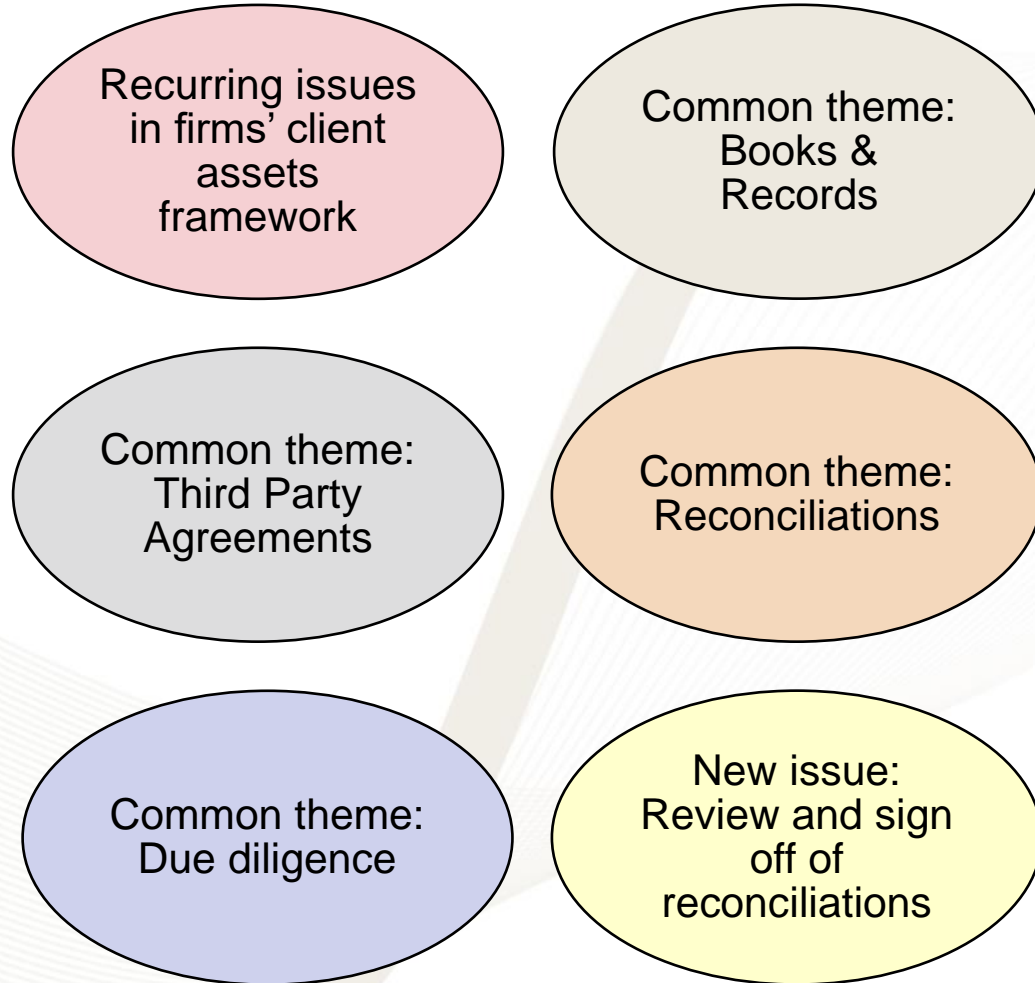 Recurring issues
in firms’ client
assets
framework
Common theme:
Books &
Records
Common theme:
Third Party
Agreements
Common theme:
Reconciliations
Common theme:
Due diligence
New issue:
Review and sign
off of
reconciliations